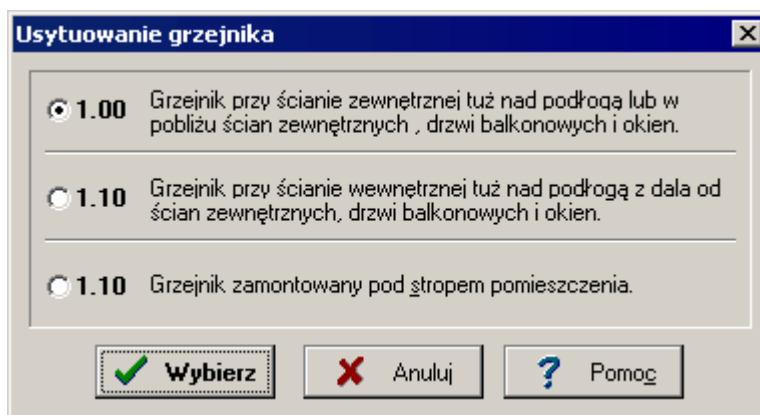 Usytuowanie grzejnika
1.00 Grzejnik przy ścianie zewnętrznej tuż nad podłogą lub w
pobliżu ścian zewnętrznych , drzwi balkonowych i okien.
1.10 Grzejnik przy ścianie wewnętrznej tuż nad podłogą z dala od
ścian zewnętrznych, drzwi balkonowych i okien.
1.10 Grzejnik zamontowany pod stropem pomieszczenia.
Wybierz Anuluj ? Pomoc